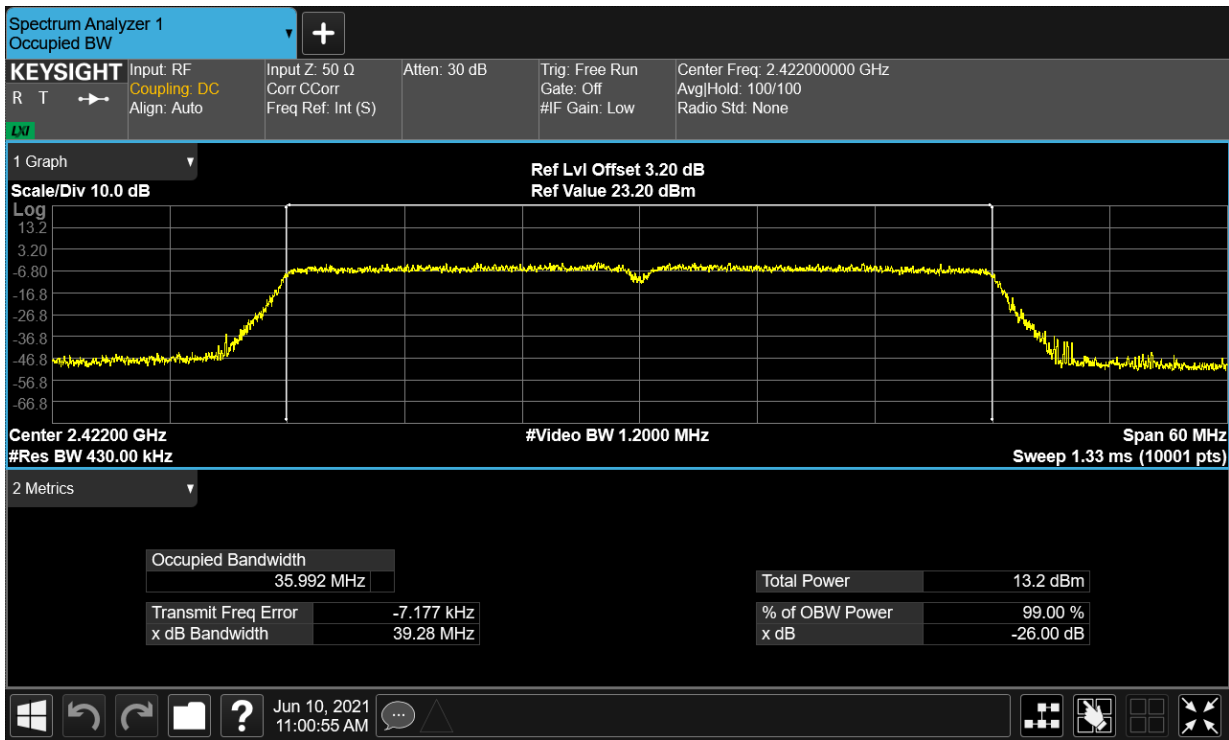 Spectrum Analyzer 1
Occupied BW
KEYSIGHT
R T
LXI
Input: RF
Coupling: DC
Align: Auto
Input Z: 50 Ω
Corr CCorr
Freq Ref: Int (S)
Atten: 30 dB
Trig: Free Run
Gate: Off
#IF Gain: Low
Center Freq: 2.422000000 GHz
Avg|Hold: 100/100
Radio Std: None
1 Graph
Scale/Div 10.0 dB
Ref Lvl Offset 3.20 dB
Ref Value 23.20 dBm
Log
13.2
3.20
-6.80
-16.8
-26.8
-36.8
-46.8
-56.8
-66.8
Center 2.42200 GHz
#Res BW 430.00 kHz
#Video BW 1.2000 MHz
Span 60 MHz
Sweep 1.33 ms (10001 pts)
2 Metrics
Occupied Bandwidth
35.992 MHz
Transmit Freq Error -7.177 kHz
x dB Bandwidth 39.28 MHz
Total Power 13.2 dBm
% of OBW Power 99.00 %
x dB -26.00 dB
?
Jun 10, 2021
11:00:55 AM